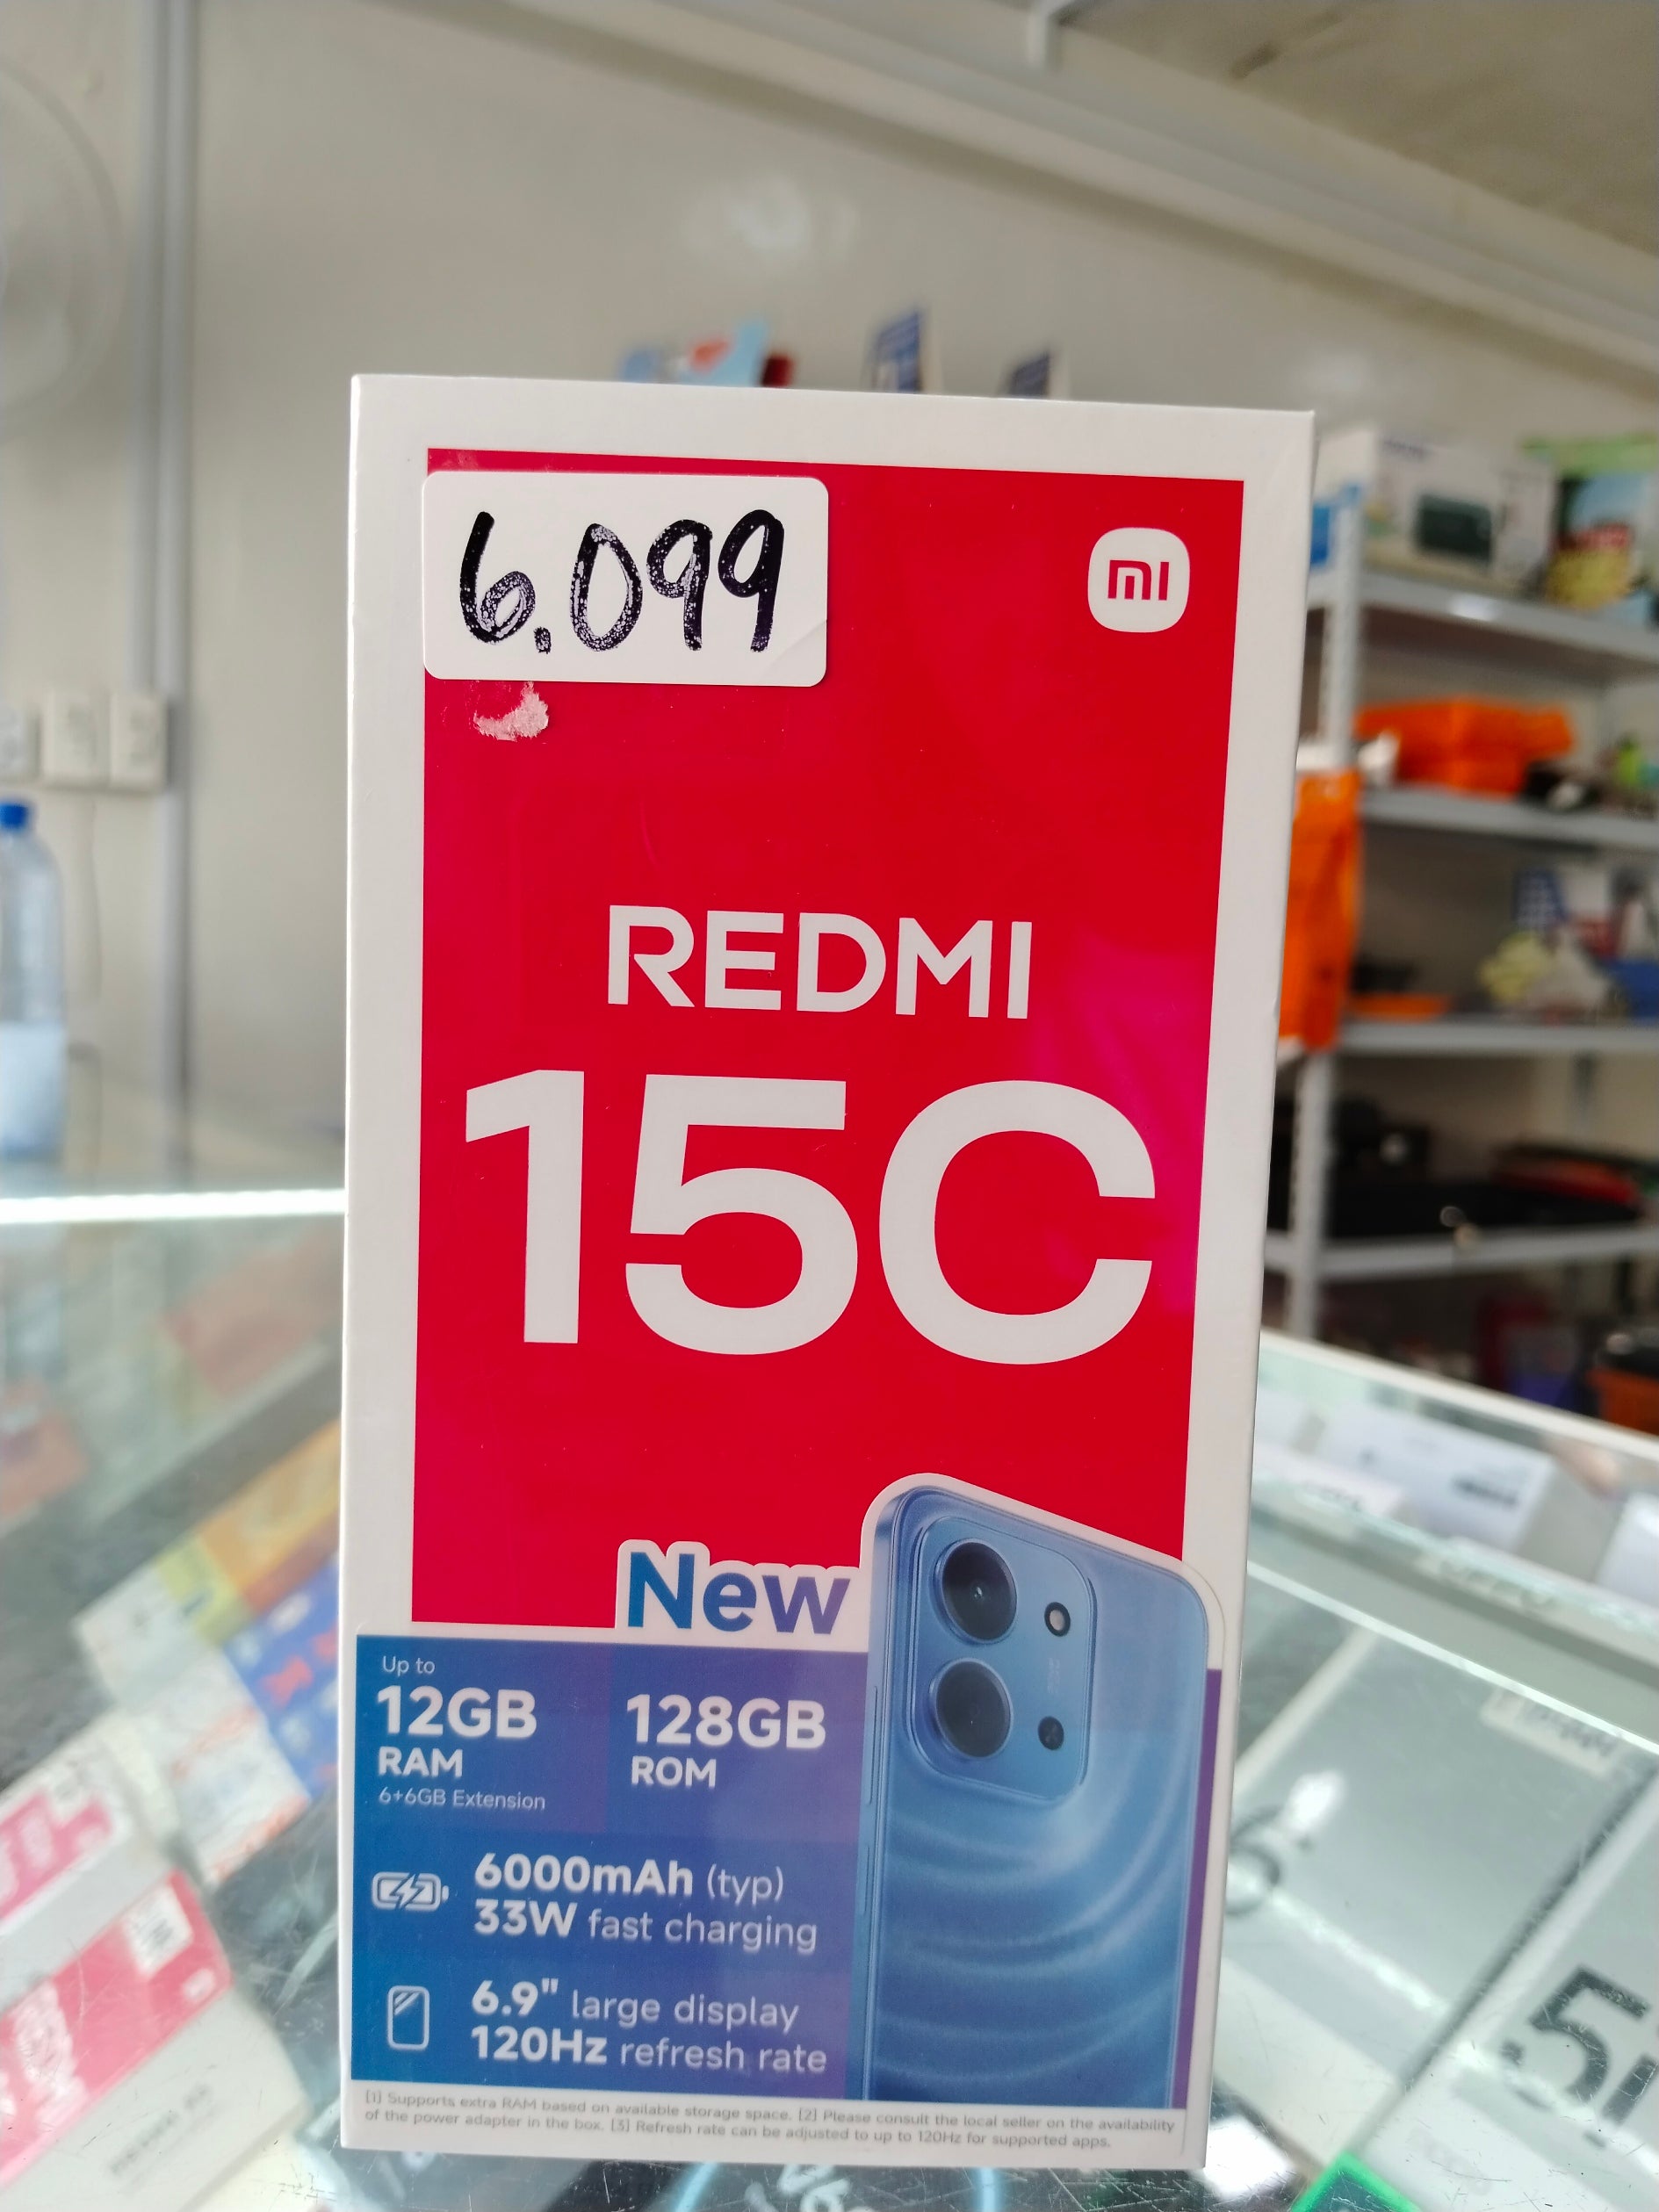 6.099
mi
REDMI
15C
New
Up to
12GB
RAM
6+6GB Extension
128GB
ROM
6000mAh (typ)
33W fast charging
6.9" large display
120Hz refresh rate
[1] Supports extra RAM based on available storage space. [2] Please consult the local seller on the availability
of the power adapter in the box. [3] Refresh rate can be adjusted to up to 120Hz for supported apps.